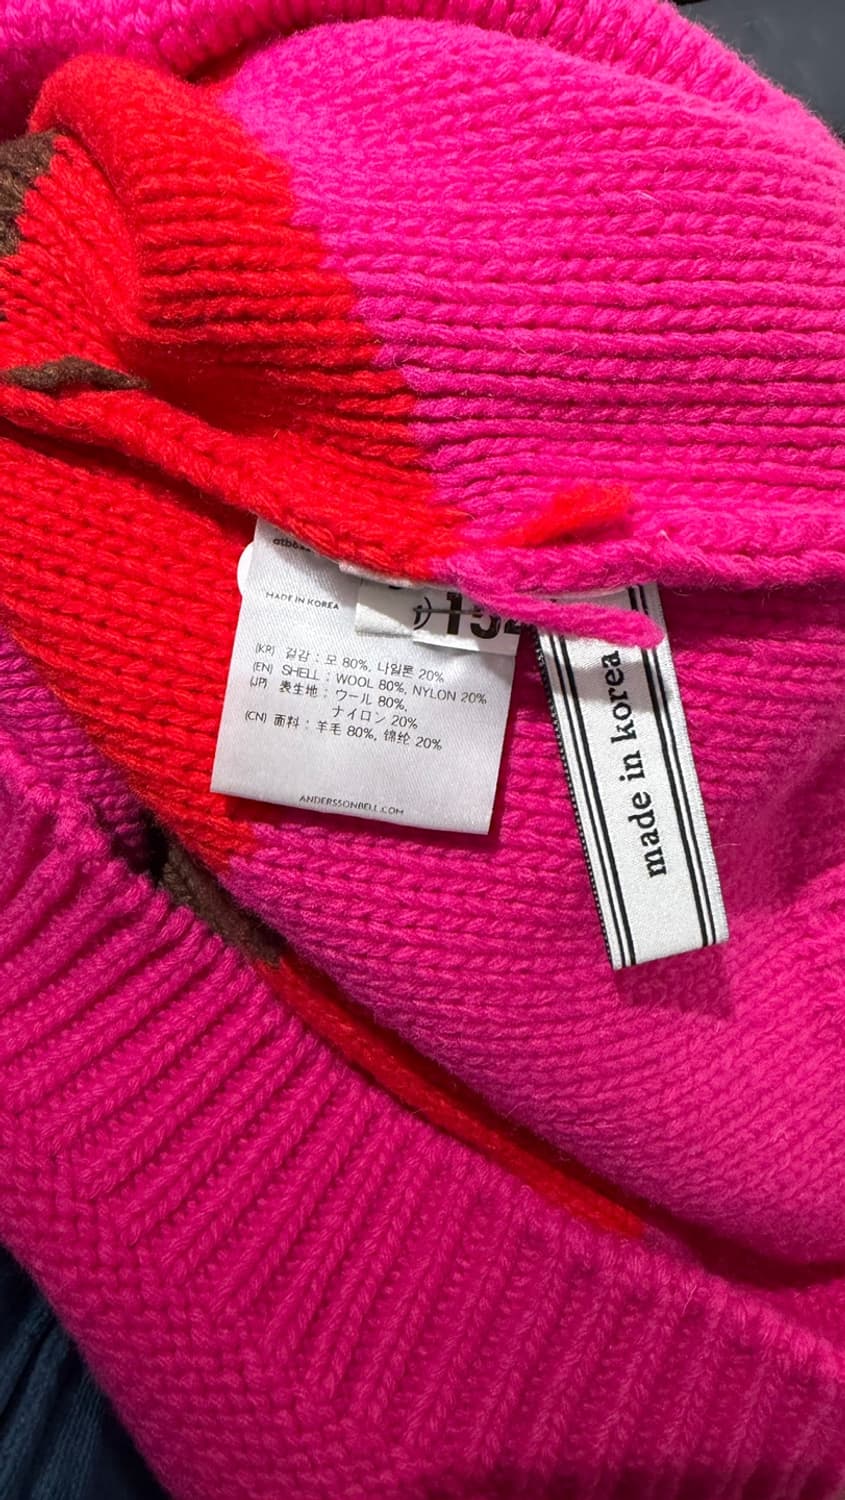 MADE IN KOREA
(KR) 겉감 : 모 80%, 나일론 20%
(EN) SHELL : WOOL 80%, NYLON 20%
(JP) 表生地 : ウール 80%,
ナイロン 20%
(CN) 面料 : 羊毛 80%, 锦纶 20%
ANDERSSONBELL.COM
made in korea